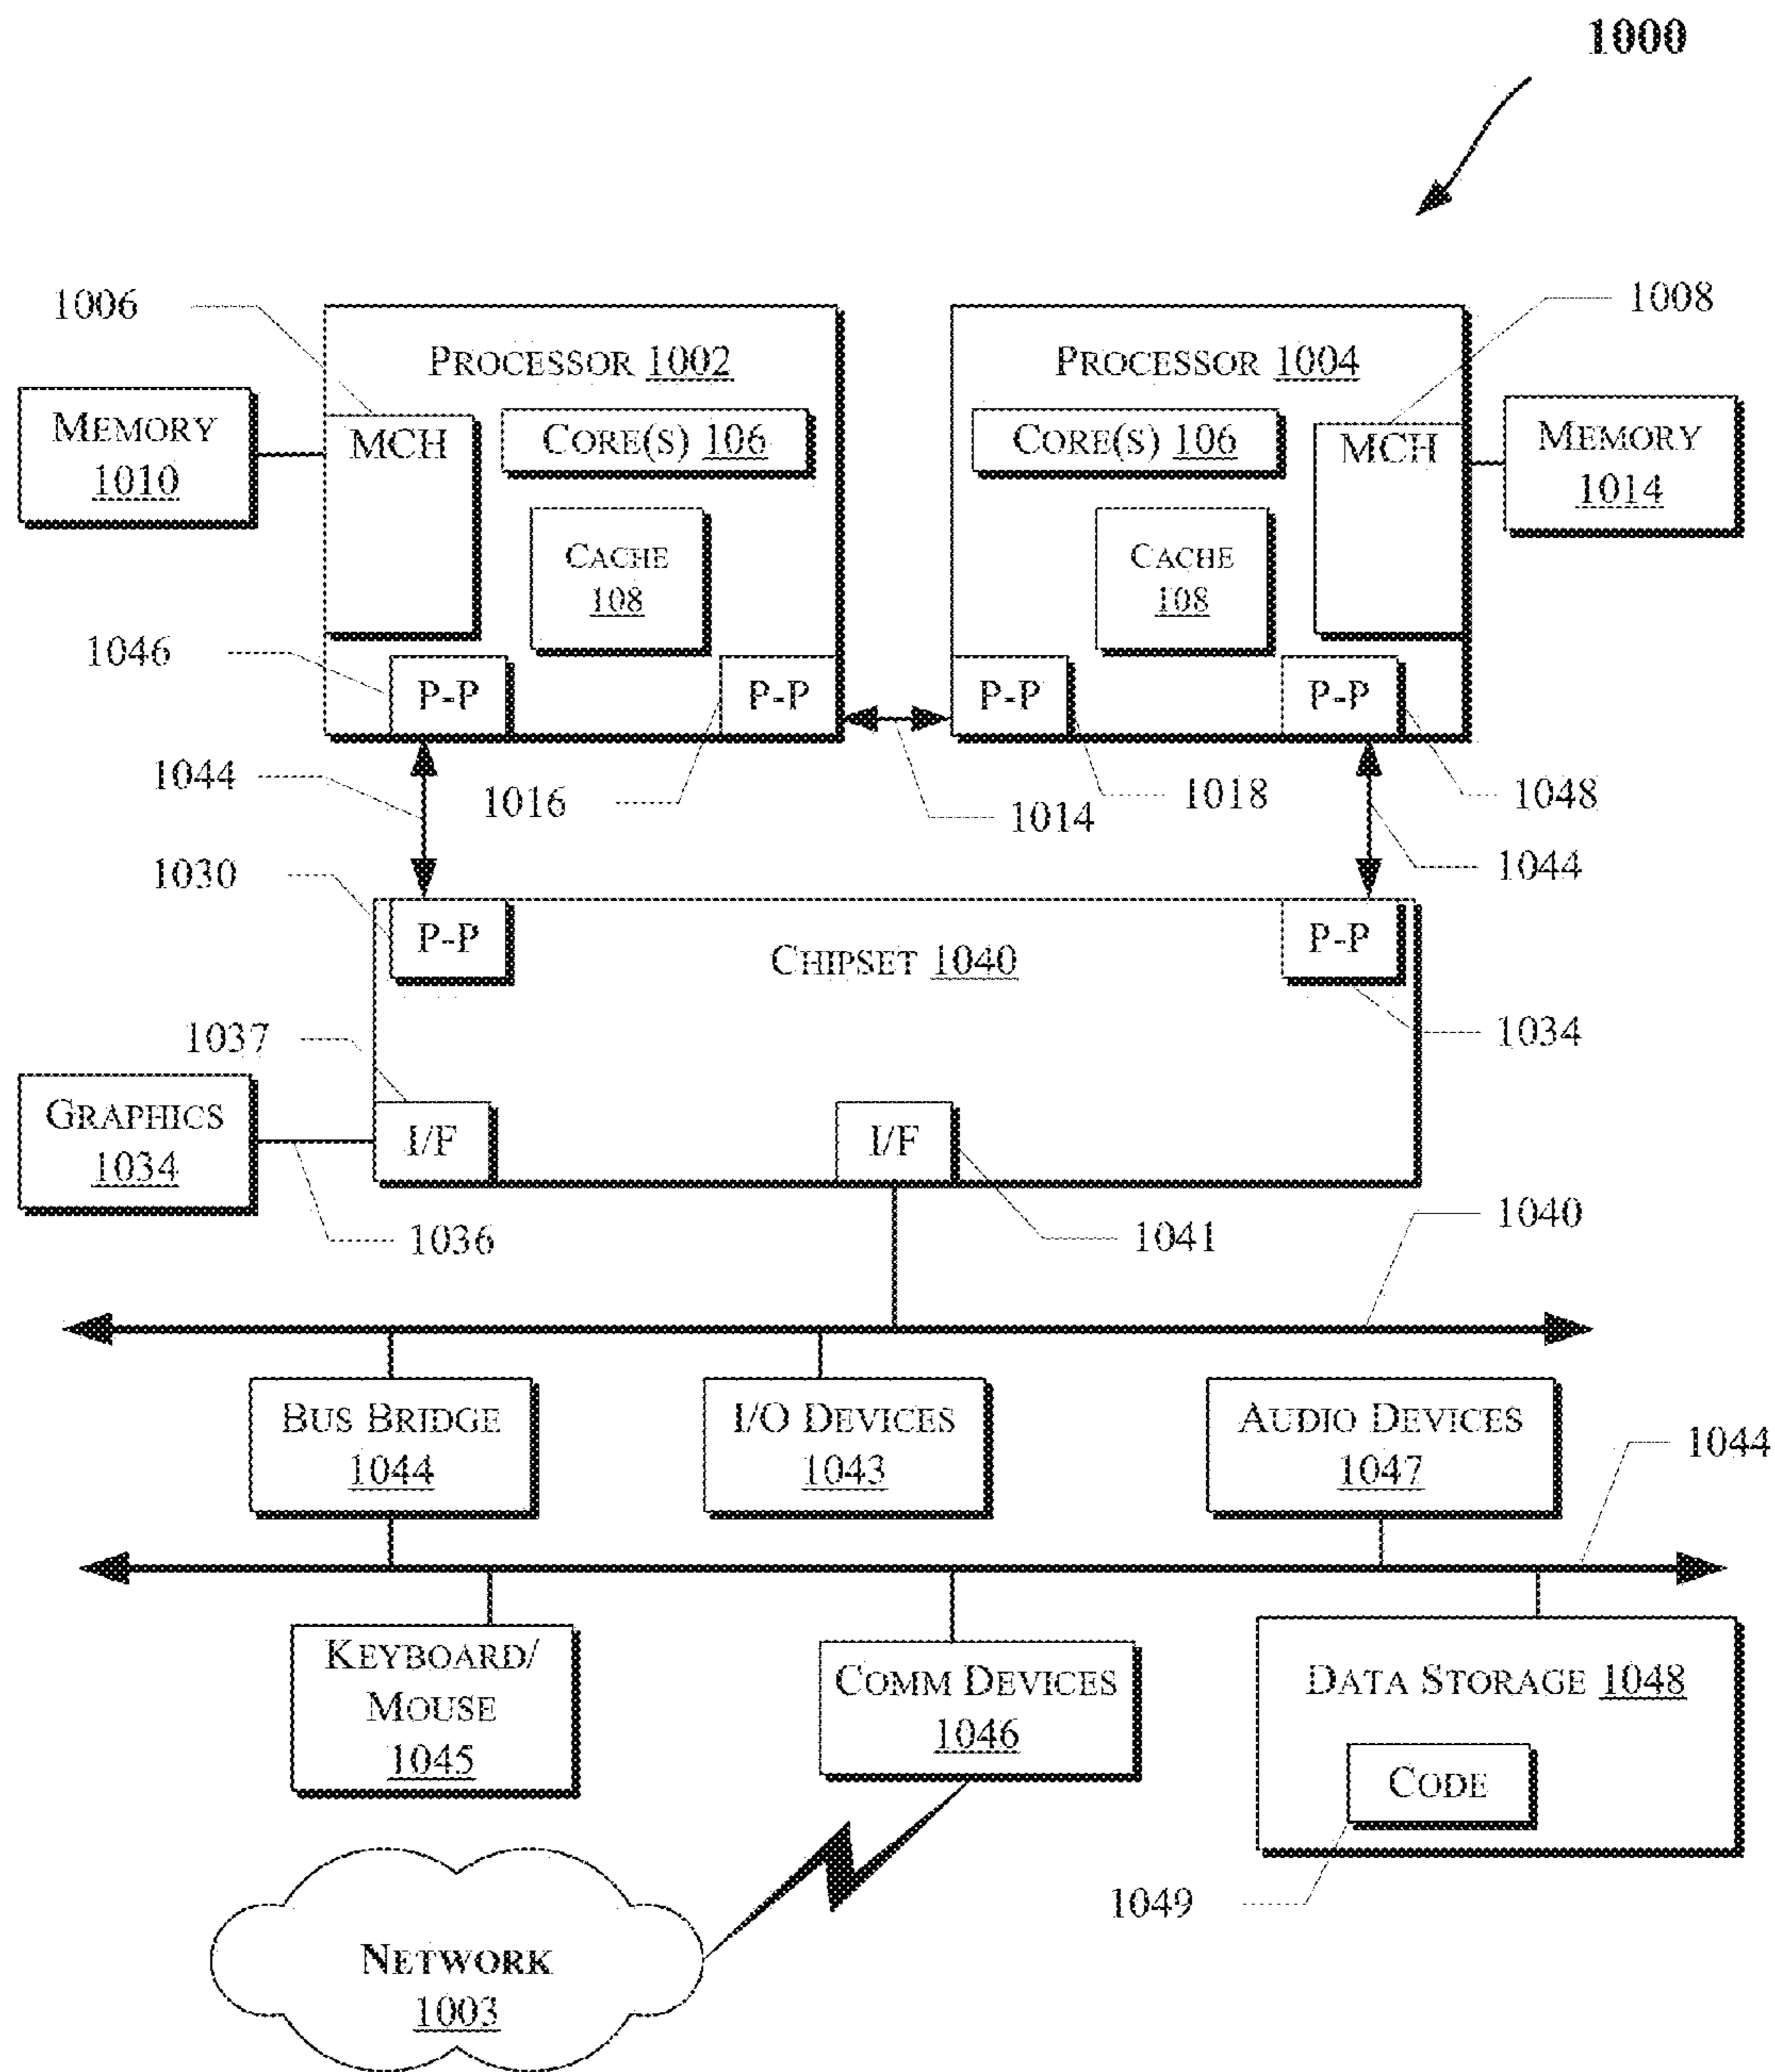 1000
1006
1008
PROCESSOR 1002
PROCESSOR 1004
MEMORY
1010
MCH
CORE(S) 106
CORE(S) 106
MCH
MEMORY
1014
CACHE
108
CACHE
108
1046
P-P
P-P
P-P
P-P
1044
1016
1014
1018
1048
1030
1044
P-P
CHIPSET 1040
P-P
1037
1034
GRAPHICS
1034
I/F
I/F
1036
1041
1040
BUS BRIDGE
1044
I/O DEVICES
1043
AUDIO DEVICES
1047
1044
KEYBOARD/
MOUSE
1045
COMM DEVICES
1046
DATA STORAGE 1048
CODE
1049
NETWORK
1003